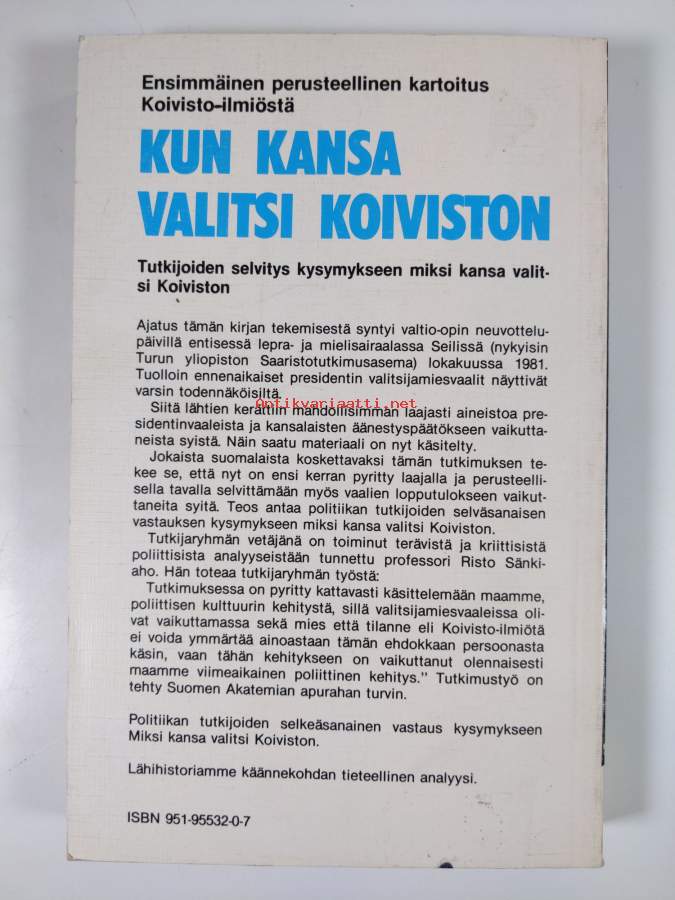 Ensimmäinen perusteellinen kartoitus
Koivisto-ilmiöstä
KUN KANSA
VALITSI KOIVISTON
Tutkijoiden selvitys kysymykseen miksi kansa valit-
si Koiviston
Ajatus tämän kirjan tekemisestä syntyi valtio-opin neuvottelu-
päivillä entisessä lepra- ja mielisairaalassa Seilissä (nykyisin
Turun yliopiston Saaristotutkimusasema) lokakuussa 1981.
Tuolloin ennenaikaiset presidentin valitsijamiesvaalit näyttivät
varsin todennäköisiltä.
Antikvariaatti.net
Siitä lähtien kerättiin mahdollisimman laajasti aineistoa pre-
sidentinvaaleista ja kansalaisten äänestyspäätökseen vaikutta-
neista syistä. Näin saatu materiaali on nyt käsitelty.
Jokaista suomalaista koskettavaksi tämän tutkimuksen te-
kee se, että nyt on ensi kerran pyritty laajalla ja perusteelli-
sella tavalla selvittämään myös vaalien lopputulokseen vaikut-
taneita syitä. Teos antaa politiikan tutkijoiden selväsanaisen
vastauksen kysymykseen miksi kansa valitsi Koiviston.
Tutkijaryhmän vetäjänä on toiminut terävistä ja kriittisistä
poliittisista analyyseistään tunnettu professori Risto Sänki-
aho. Hän toteaa tutkijaryhmän työstä:
Tutkimuksessa on pyritty kattavasti käsittelemään maamme,
poliittisen kulttuurin kehitystä, sillä valitsijamiesvaaleissa oli-
vat vaikuttamassa sekä mies että tilanne eli Koivisto-ilmiötä
ei voida ymmärtää ainoastaan tämän ehdokkaan persoonasta
käsin, vaan tähän kehitykseen on vaikuttanut olennaisesti
maamme viimeaikainen poliittinen kehitys.” Tutkimustyö on
tehty Suomen Akatemian apurahan turvin.
Politiikan tutkijoiden selkeäsanainen vastaus kysymykseen
Miksi kansa valitsi Koiviston.
Lähihistoriamme käännekohdan tieteellinen analyysi.
ISBN 951-95532-0-7